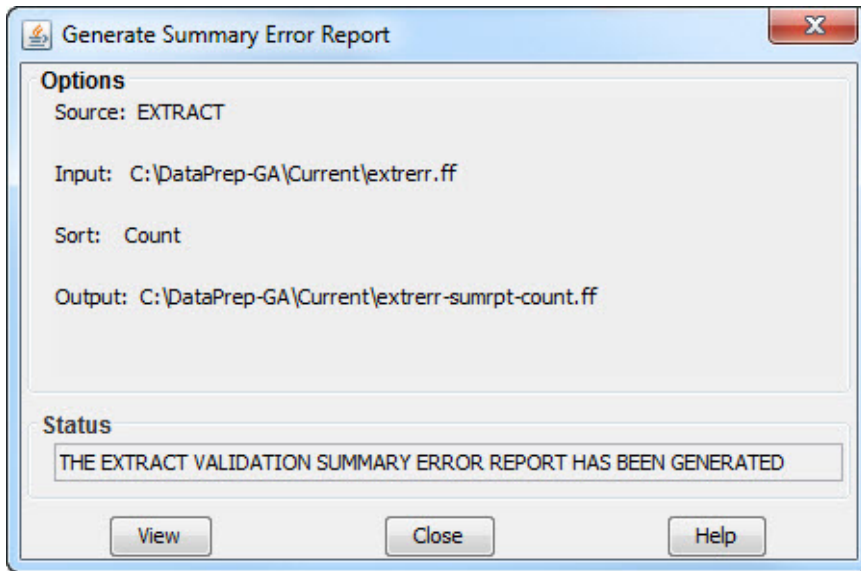 Generate Summary Error Report
Options
Source: EXTRACT
Input: C:\DataPrep-GA\Current\extrerr.ff
Sort: Count
Output: C:\DataPrep-GA\Current\extrerr-sumrpt-count.ff
Status
THE EXTRACT VALIDATION SUMMARY ERROR REPORT HAS BEEN GENERATED
View Close Help